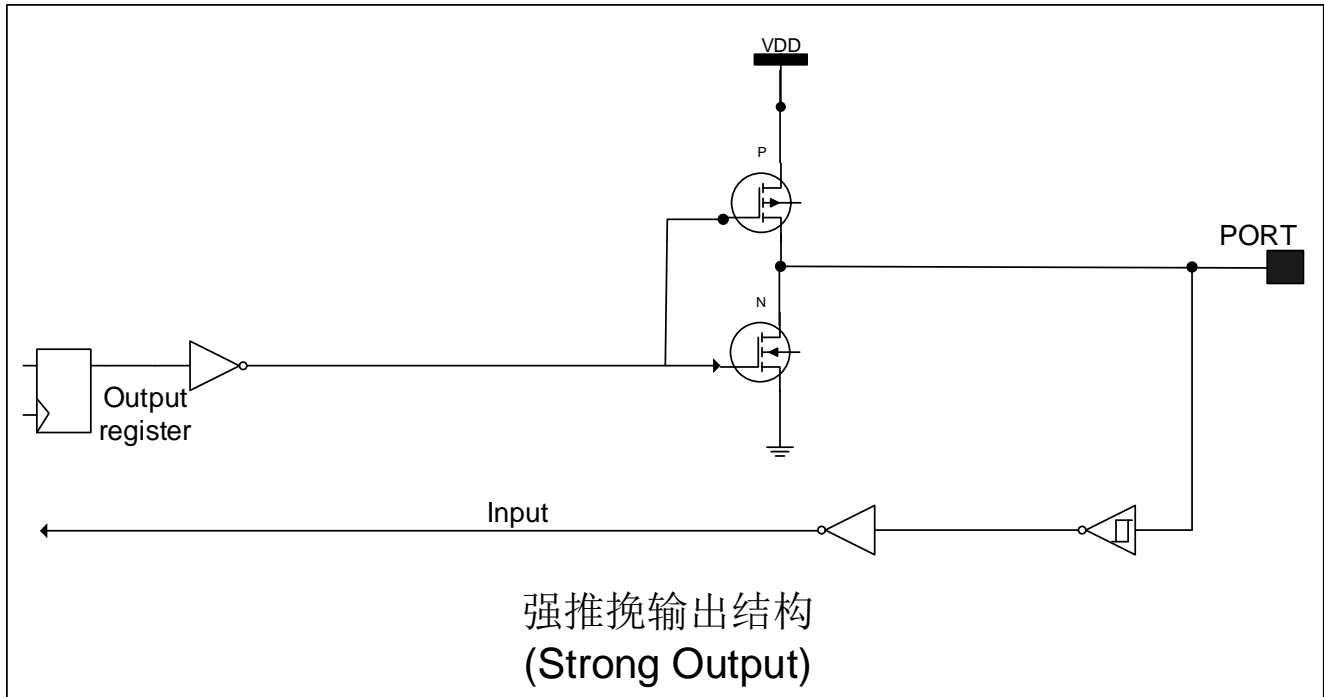 VDD
P
PORT
N
Output
register
Input
强推挽输出结构
(Strong Output)